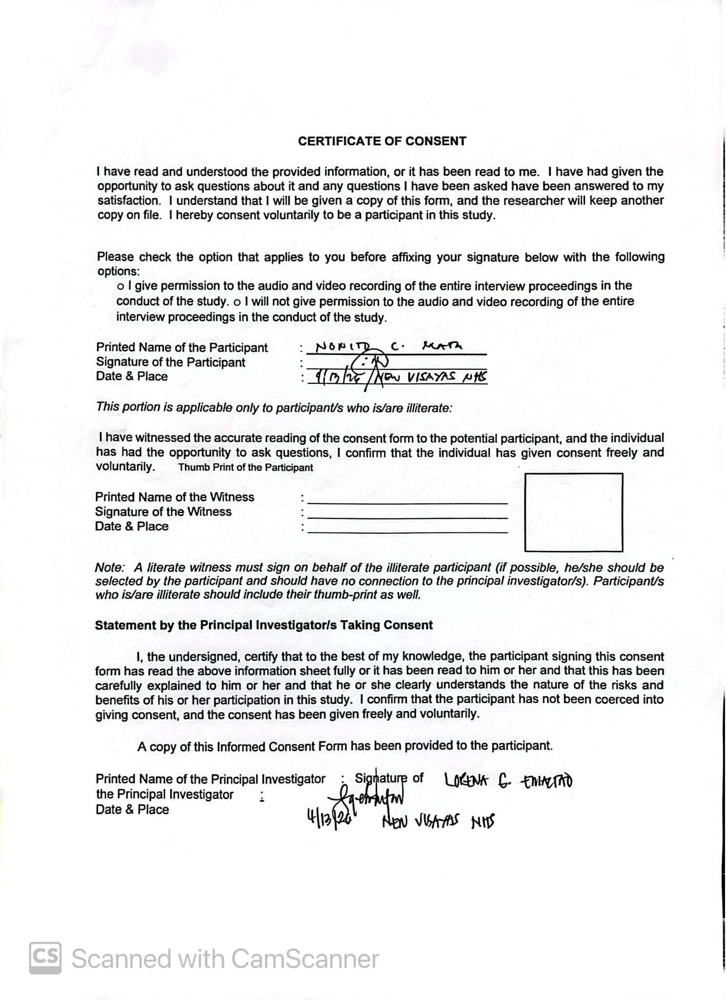 CERTIFICATE OF CONSENT
I have read and understood the provided information, or it has been read to me. I have had given the
opportunity to ask questions about it and any questions I have been asked have been answered to my
satisfaction. I understand that I will be given a copy of this form, and the researcher will keep another
copy on file. I hereby consent voluntarily to be a participant in this study.
Please check the option that applies to you before affixing your signature below with the following
options:
o I give permission to the audio and video recording of the entire interview proceedings in the
conduct of the study. o I will not give permission to the audio and video recording of the entire
interview proceedings in the conduct of the study.
Printed Name of the Participant : NONITO C. MATA
Signature of the Participant :
Date & Place : 4/13/26 / NEW VISAYAS NHS
This portion is applicable only to participant/s who is/are illiterate:
I have witnessed the accurate reading of the consent form to the potential participant, and the individual
has had the opportunity to ask questions, I confirm that the individual has given consent freely and
voluntarily. Thumb Print of the Participant
Printed Name of the Witness :
Signature of the Witness :
Date & Place :
Note: A literate witness must sign on behalf of the illiterate participant (if possible, he/she should be
selected by the participant and should have no connection to the principal investigator/s). Participant/s
who is/are illiterate should include their thumb-print as well.
Statement by the Principal Investigator/s Taking Consent
I, the undersigned, certify that to the best of my knowledge, the participant signing this consent
form has read the above information sheet fully or it has been read to him or her and that this has been
carefully explained to him or her and that he or she clearly understands the nature of the risks and
benefits of his or her participation in this study. I confirm that the participant has not been coerced into
giving consent, and the consent has been given freely and voluntarily.
A copy of this Informed Consent Form has been provided to the participant.
Printed Name of the Principal Investigator : Signature of LORENA G.
the Principal Investigator :
Date & Place 4/13/26 NEW VISAYAS NHS
CS Scanned with CamScanner